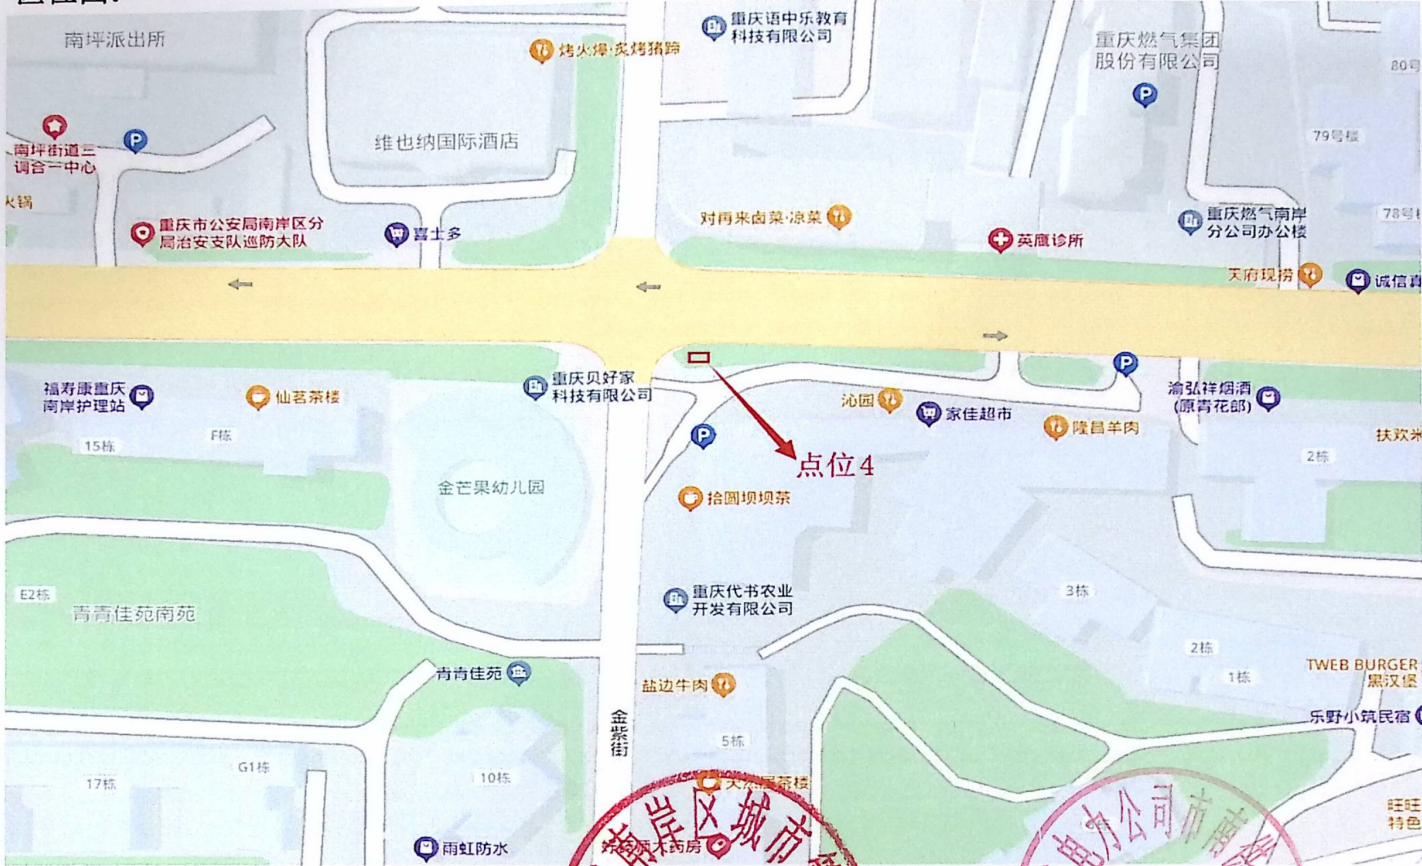 南坪派出所
烤火爆·炙烤猪蹄
重庆语中乐教育
科技有限公司
重庆燃气集团
股份有限公司
80号
P
79号楼
南坪街道三
调合一中心
P
维也纳国际酒店
火锅
重庆市公安局南岸区分
局治安支队巡防大队
喜士多
对再来卤菜·凉菜
英鹰诊所
重庆燃气南岸
分公司办公楼
78号
天府现捞
诚信真
福寿康重庆
南岸护理站
仙茗茶楼
重庆贝好家
科技有限公司
P
沁园
家佳超市
隆昌羊肉
渝弘祥烟酒
(原青花郎)
15栋
F栋
P
点位4
扶欢米
2栋
金芒果幼儿园
拾圆坝坝茶
E2栋
青青佳苑南苑
重庆代书农业
开发有限公司
3栋
2栋
1栋
TWEB BURGER
黑汉堡
青青佳苑
盐边牛肉
乐野小筑民宿
金紫街
5栋
17栋
G1栋
10栋
茶楼
旺旺
特色
雨虹防水
大药房
岸区城市
电力公司市南